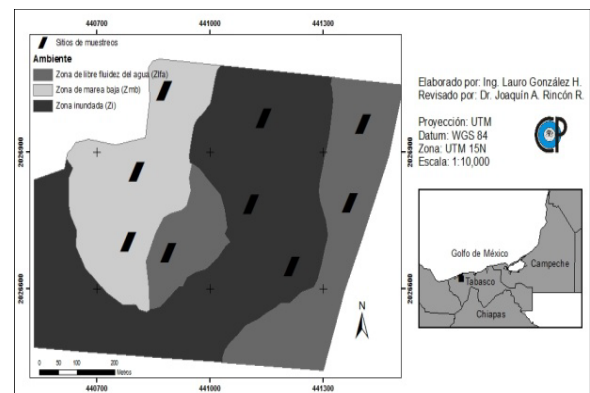 440700
441000
441300
Sitios de muestreos
Ambiente
Zona de libre fluidez del agua (Zlfa)
Zona de marea baja (Zmb)
Zona inundada (Zi)
2026900
2026900
2026600
2026600
N
0 50 100 200
Metros
440700
441000
441300
Elaborado por: Ing. Lauro González H.
Revisado por: Dr. Joaquín A. Rincón R.
Proyección: UTM
Datum: WGS 84
Zona: UTM 15N
Escala: 1:10,000
Golfo de México
Campeche
Tabasco
Chiapas